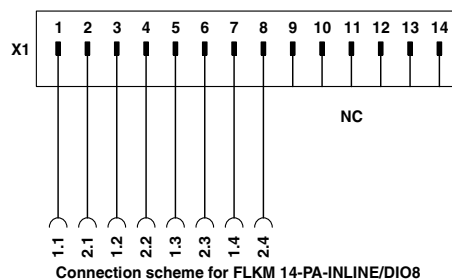 1 2 3 4 5 6 7 8 9 10 11 12 13 14
X1
NC
1.1 2.1 1.2 2.2 1.3 2.3 1.4 2.4
Connection scheme for FLKM 14-PA-INLINE/DIO8